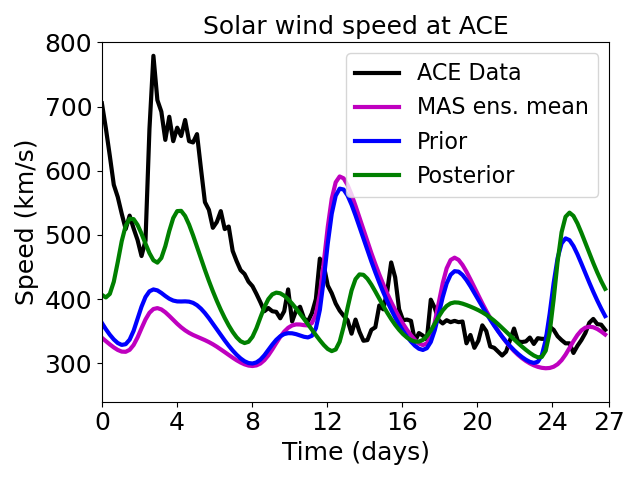 Solar wind speed at ACE
ACE Data
MAS ens. mean
Prior
Posterior
Speed (km/s)
800
700
600
500
400
300
0 4 8 12 16 20 24 27
Time (days)